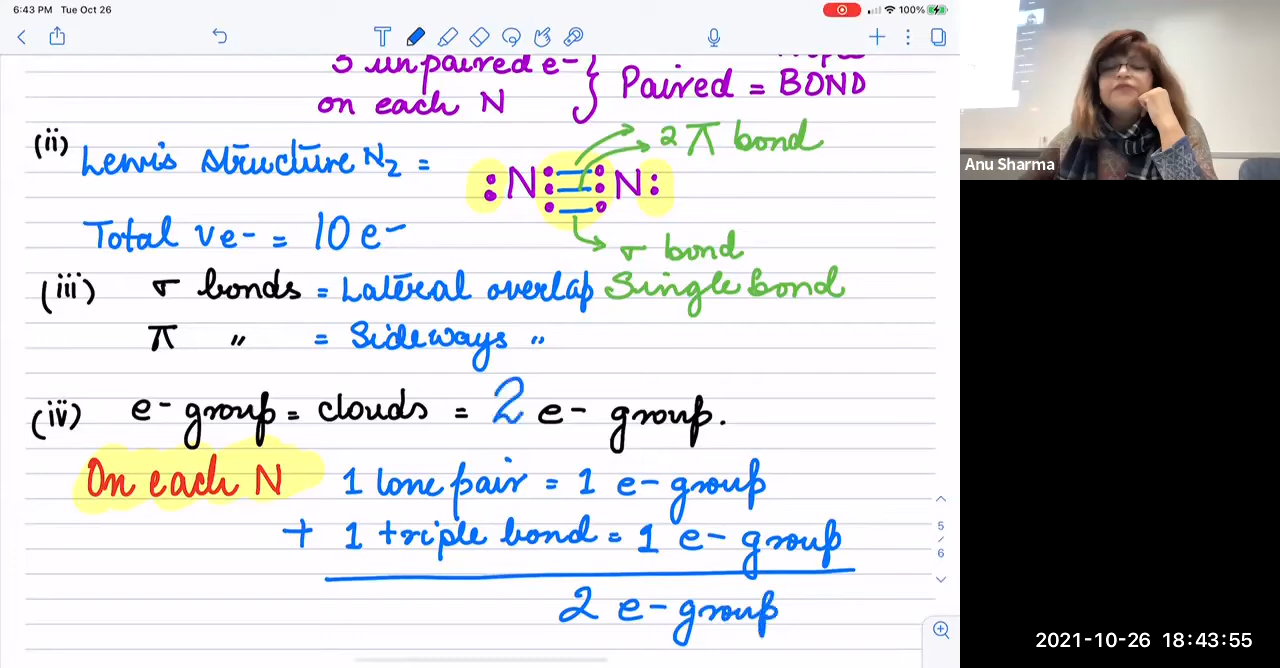 6:43 PM Tue Oct 26
100%
3 unpaired e-
on each N
Paired = BOND
(ii) Lewis structure N2 =
:N N:
2 π bond
Total ve- = 10 e-
σ bond
Single bond
(iii) σ bonds = Lateral overlap
π " = Sideways "
(iv) e- group = clouds = 2 e- group.
On each N 1 lone pair = 1 e- group
+ 1 triple bond = 1 e- group
2 e- group
5/6
Anu Sharma
2021-10-26 18:43:55